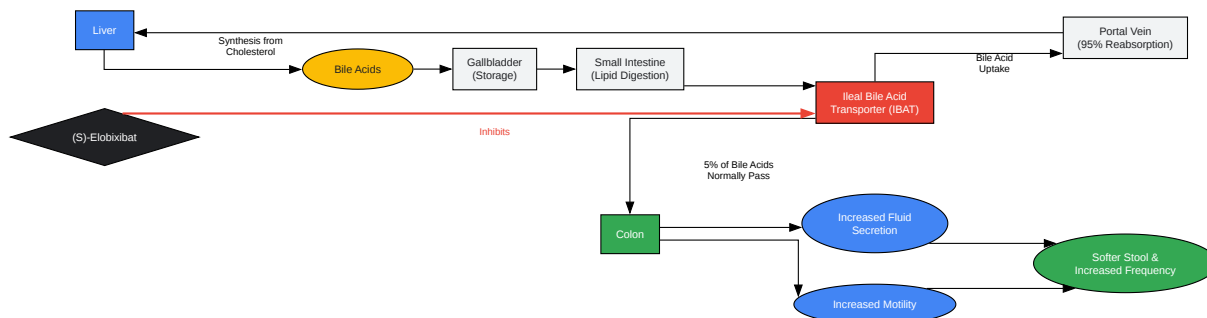 Liver
Synthesis from
Cholesterol
Bile Acids
Gallbladder
(Storage)
Small Intestine
(Lipid Digestion)
Portal Vein
(95% Reabsorption)
Bile Acid
Uptake
Ileal Bile Acid
Transporter (IBAT)
(S)-Elobixibat
Inhibits
5% of Bile Acids
Normally Pass
Colon
Increased Fluid
Secretion
Softer Stool &
Increased Frequency
Increased Motility